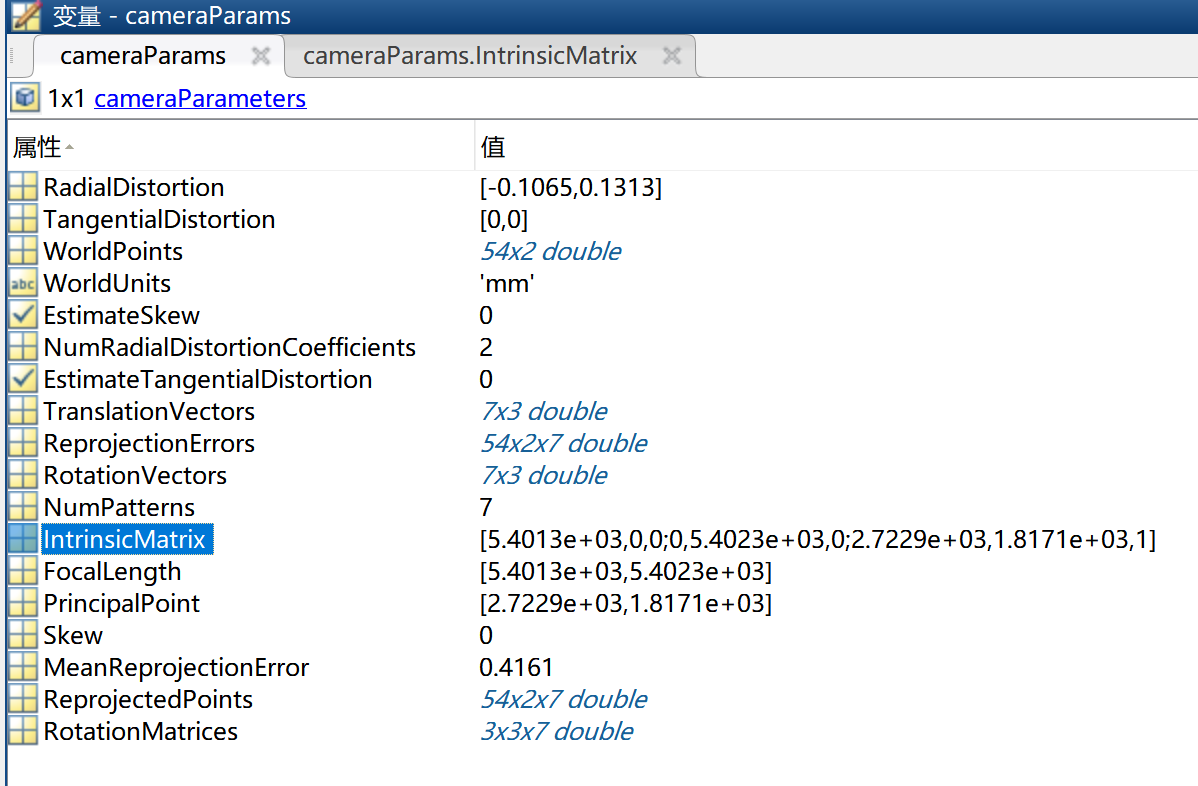 变量 - cameraParams
cameraParams cameraParams.IntrinsicMatrix
1x1 cameraParameters
属性 值
RadialDistortion [-0.1065,0.1313]
TangentialDistortion [0,0]
WorldPoints 54x2 double
abc WorldUnits 'mm'
EstimateSkew 0
NumRadialDistortionCoefficients 2
EstimateTangentialDistortion 0
TranslationVectors 7x3 double
ReprojectionErrors 54x2x7 double
RotationVectors 7x3 double
NumPatterns 7
IntrinsicMatrix [5.4013e+03,0,0;0,5.4023e+03,0;2.7229e+03,1.8171e+03,1]
FocalLength [5.4013e+03,5.4023e+03]
PrincipalPoint [2.7229e+03,1.8171e+03]
Skew 0
MeanReprojectionError 0.4161
ReprojectedPoints 54x2x7 double
RotationMatrices 3x3x7 double